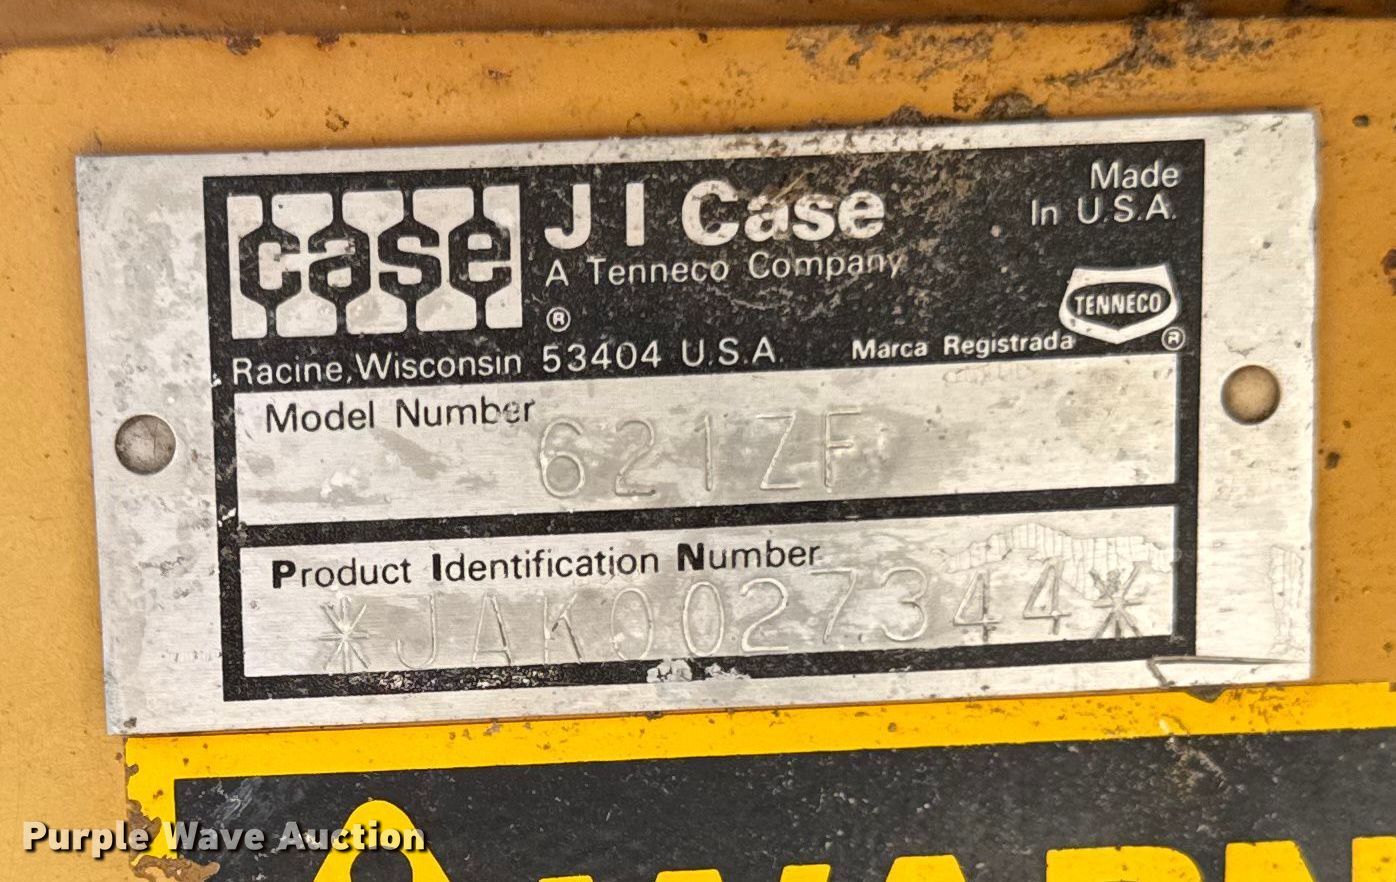 case
J I Case
A Tenneco Company
®
Made
In U.S.A.
TENNECO
®
Racine, Wisconsin 53404 U.S.A.
Marca Registrada
Model Number
621ZF
Product Identification Number
*JAK0027344*
Purple Wave Auction